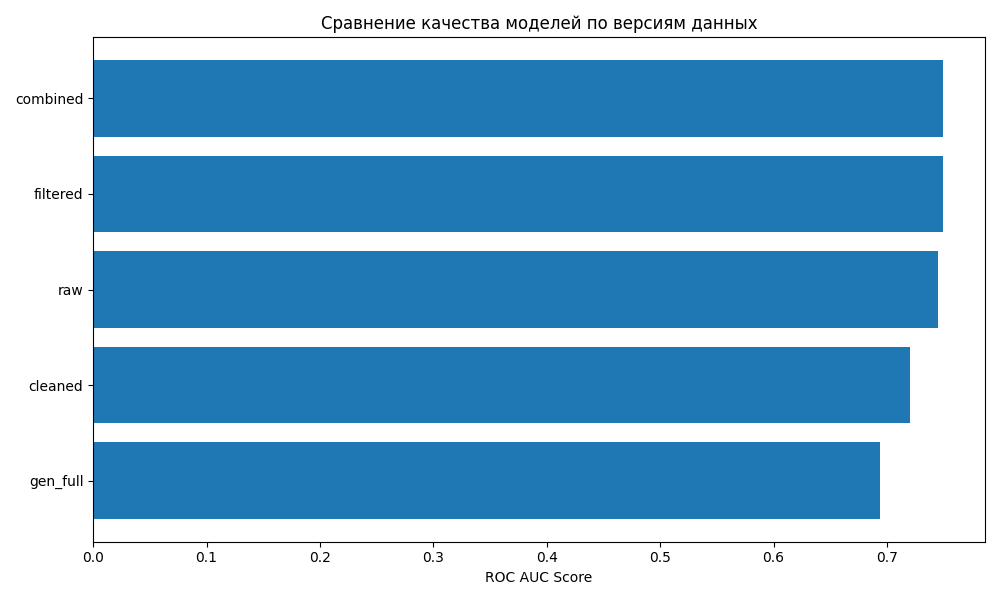 Сравнение качества моделей по версиям данных
combined
filtered
raw
cleaned
gen_full
0.0 0.1 0.2 0.3 0.4 0.5 0.6 0.7
ROC AUC Score